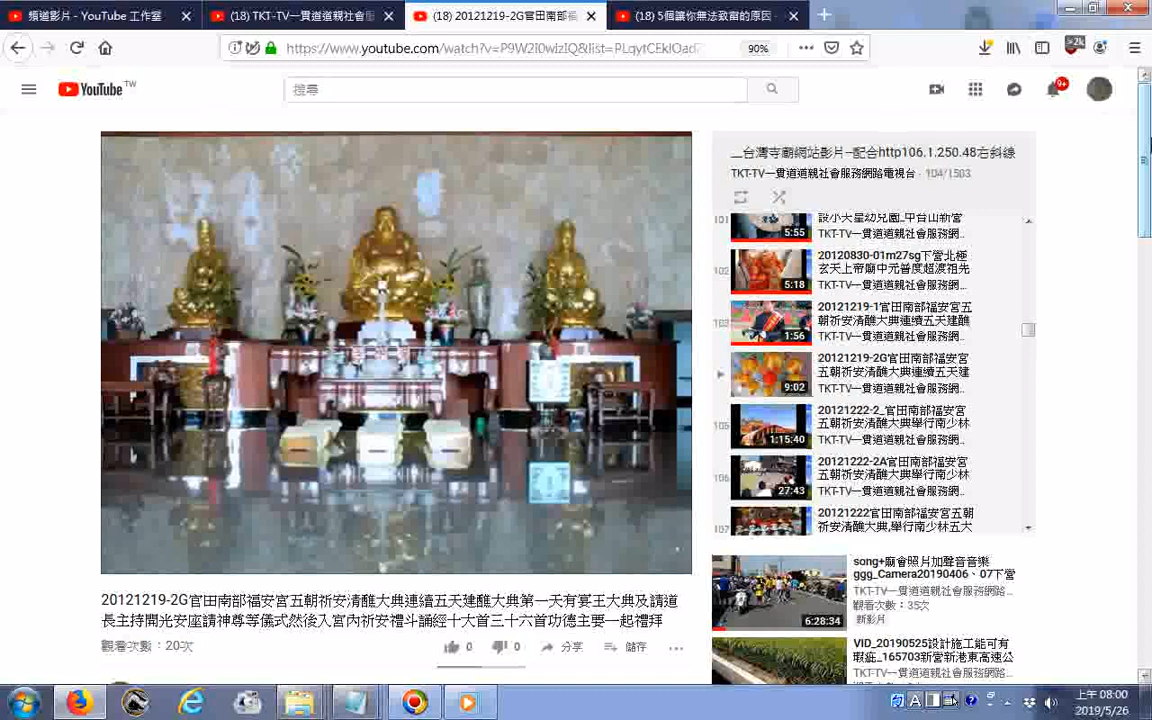 頻道影片 - YouTube 工作室
(18) TKT-TV一貫道道親社會
(18) 20121219-2G官田南部福
(18) 5個讓你無法致富的原因
https://www.youtube.com/watch?v=P9W2I0wizIQ&list=PLqytCEkIOad
90%
>2k
YouTube TW
搜尋
9+
二台灣寺廟網站影片–配合http106.1.250.48右斜線
TKT-TV一貫道道親社會服務網路電視台 - 104/1503
101
設小天星幼兒園_中台山新營
TKT-TV一貫道道親社會服務網..
5:55
102
20120830-01m27sg下營北極
玄天上帝廟中元普度超渡祖先
TKT-TV一貫道道親社會服務網..
5:18
103
20121219-1官田南部福安宮五
朝祈安清醮大典連續五天建醮
TKT-TV一貫道道親社會服務網..
1:56
20121219-2G官田南部福安宮
五朝祈安清醮大典連續五天建
TKT-TV一貫道道親社會服務網..
9:02
105
20121222-2_官田南部福安宮
五朝祈安清醮大典舉行南少林
TKT-TV一貫道道親社會服務網..
1:15:40
106
20121222-2A官田南部福安宮
五朝祈安清醮大典舉行南少林
TKT-TV一貫道道親社會服務網..
27:43
107
20121222官田南部福安宮五朝
祈安清醮大典,舉行南少林五大
song+廟會照片加聲音音樂
ggg_Camera20190406、07下營
TKT-TV一貫道道親社會服務網路...
觀看次數：35次
新影片
6:28:34
VID_20190525設計施工能可有
瑕疵_165703新營新港東高速公
TKT-TV一貫道道親社會服務網路...
20121219-2G官田南部福安宮五朝祈安清醮大典連續五天建醮大典第一天有宴王大典及請道
長主持開光安座請神尊等儀式然後入宮內祈安禮斗誦經十大首三十六首功德主要一起禮拜
觀看次數：20次
0
0
分享
儲存
上午 08:00
2019/5/26